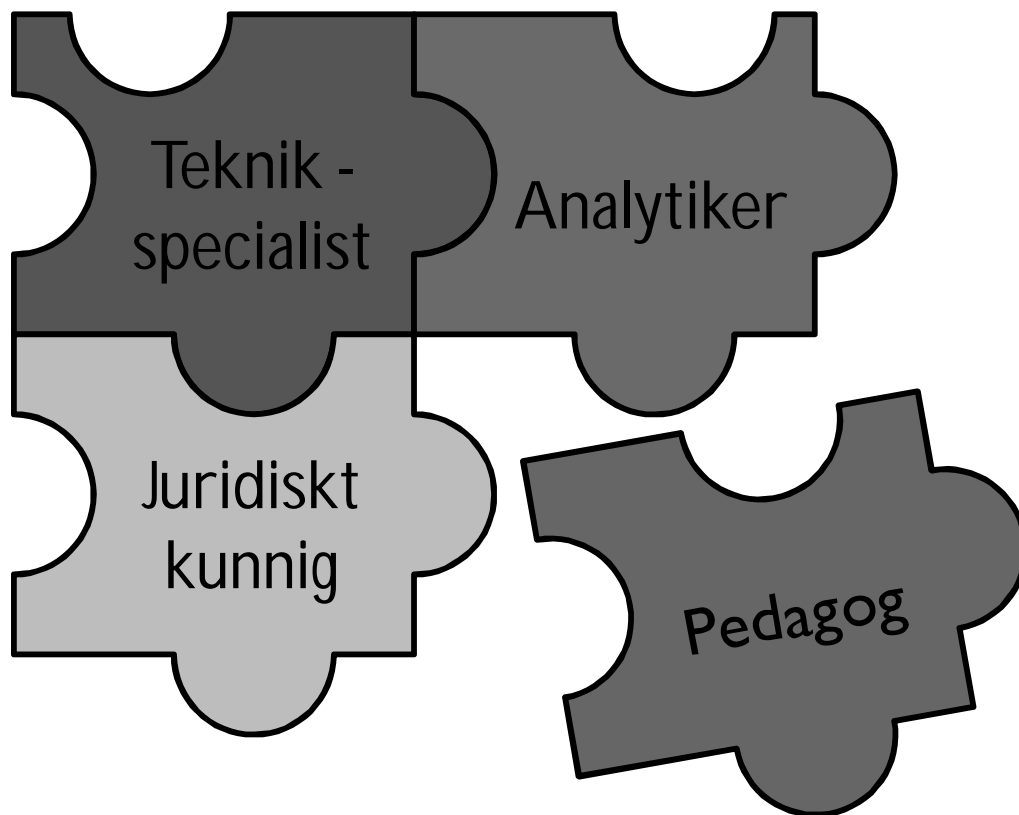 Teknik -
specialist
Analytiker
Juridiskt
kunnig
Pedagog